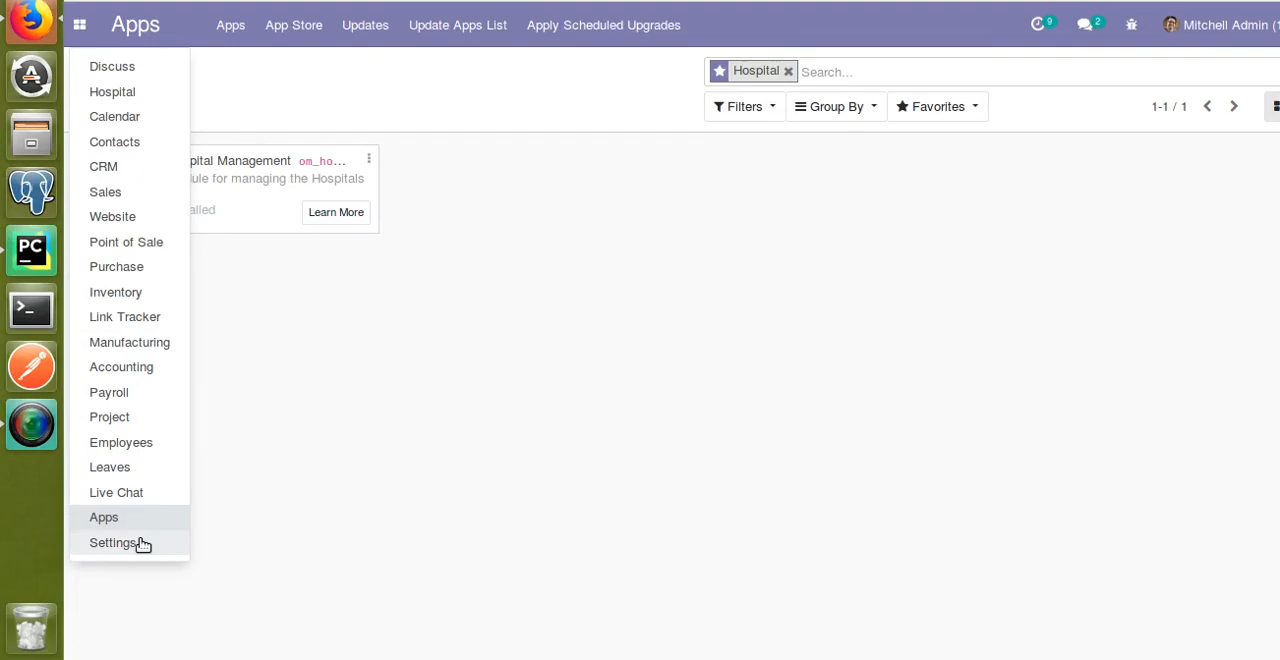 Apps Apps App Store Updates Update Apps List Apply Scheduled Upgrades 9 2 Mitchell Admin (1
Hospital Search...
Filters Group By Favorites 1-1 / 1
Discuss
Hospital
Calendar
Contacts
CRM
Sales
Website
Point of Sale
Purchase
Inventory
Link Tracker
Manufacturing
Accounting
Payroll
Project
Employees
Leaves
Live Chat
Apps
Settings
pital Management om_ho...
ule for managing the Hospitals
alled Learn More
PC
>_
A